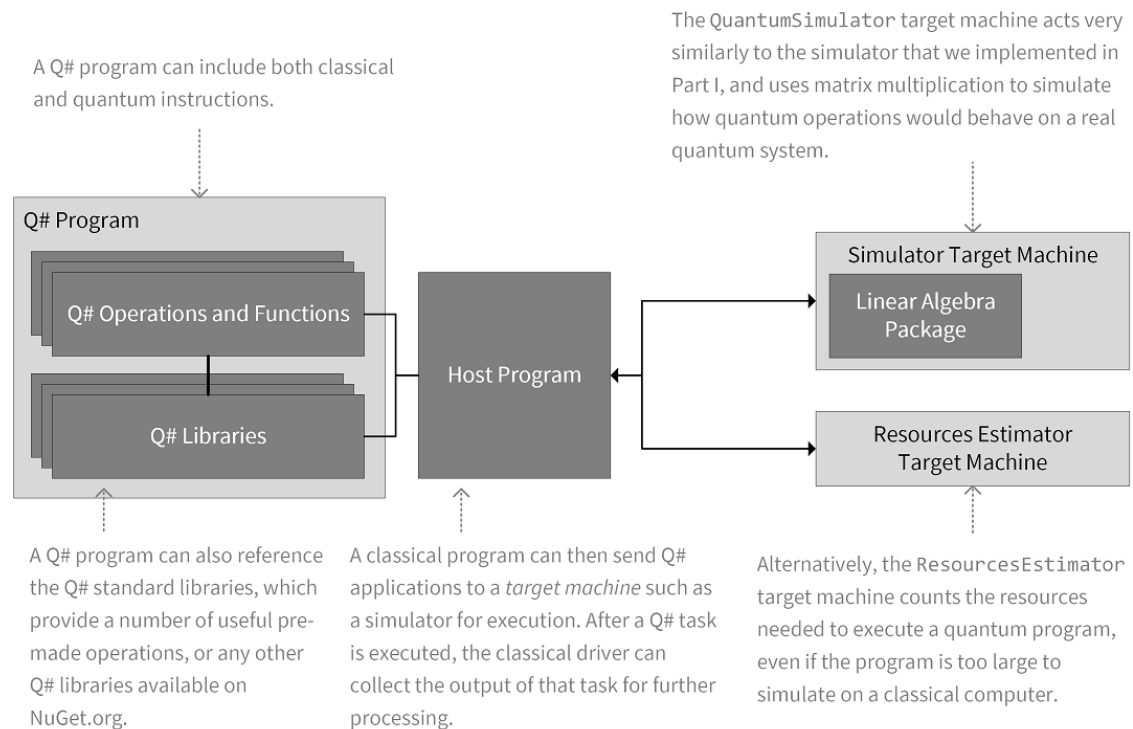 The QuantumSimulator target machine acts very
similarly to the simulator that we implemented in
Part I, and uses matrix multiplication to simulate
how quantum operations would behave on a real
quantum system.
A Q# program can include both classical
and quantum instructions.
Q# Program
Q# Operations and Functions
Q# Libraries
Host Program
Simulator Target Machine
Linear Algebra
Package
Resources Estimator
Target Machine
A Q# program can also reference
the Q# standard libraries, which
provide a number of useful pre-
made operations, or any other
Q# libraries available on
NuGet.org.
A classical program can then send Q#
applications to a target machine such as
a simulator for execution. After a Q# task
is executed, the classical driver can
collect the output of that task for further
processing.
Alternatively, the ResourcesEstimator
target machine counts the resources
needed to execute a quantum program,
even if the program is too large to
simulate on a classical computer.